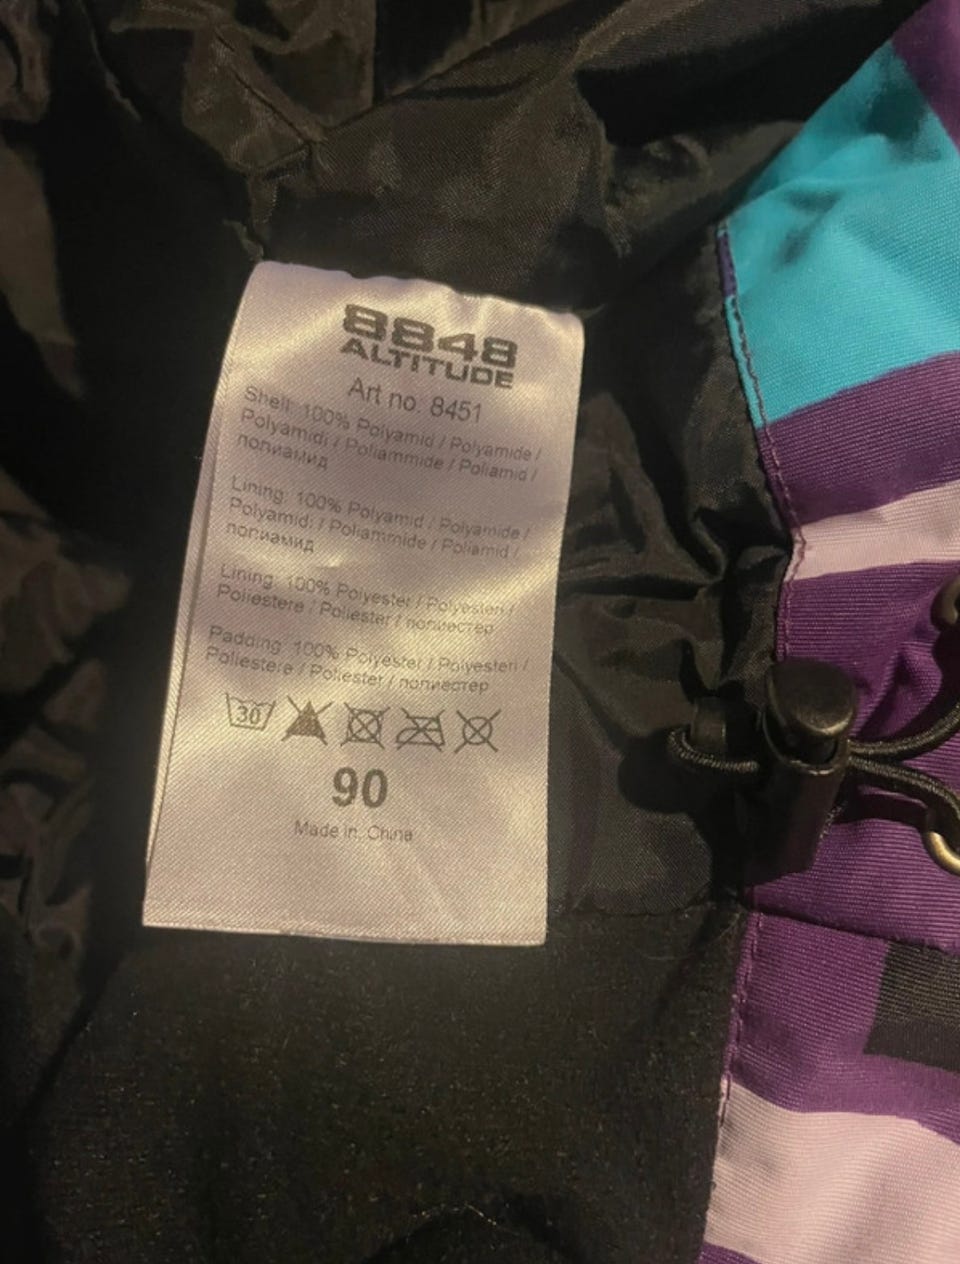 8848
ALTITUDE
Art no. 8451
Shell: 100% Polyamid / Polyamide /
Polyamidi / Poliammide / Poliamid /
полиамид
Lining: 100% Polyamid / Polyamide /
Polyamidi / Poliammide / Poliamid /
полиамид
Lining: 100% Polyester / Polyesteri /
Poliestere / Poliester / полиестер
Padding: 100% Polyester / Polyesteri /
Poliestere / Poliester / полиестер
30
90
Made in: China